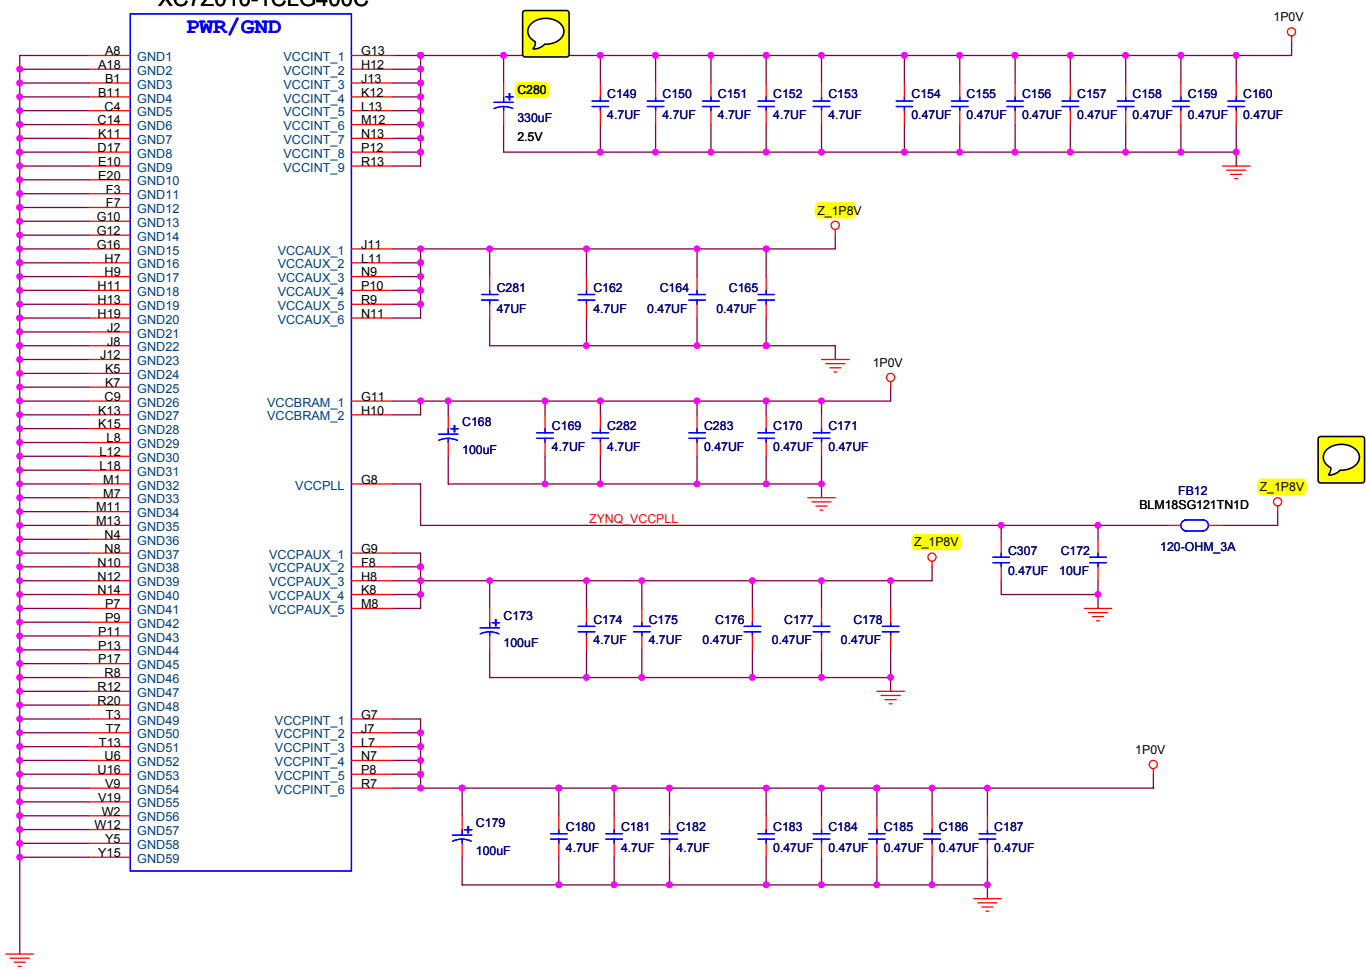 XC7Z010-1CLG400C
PWR/GND
A8 GND1
A18 GND2
B1 GND3
B11 GND4
C4 GND5
C14 GND6
K11 GND7
D17 GND8
E10 GND9
E20 GND10
F3 GND11
F7 GND12
G10 GND13
G12 GND14
G16 GND15
H7 GND16
H9 GND17
H11 GND18
H13 GND19
H19 GND20
J2 GND21
J8 GND22
J12 GND23
K5 GND24
K7 GND25
C9 GND26
K13 GND27
K15 GND28
L8 GND29
L12 GND30
L18 GND31
M1 GND32
M7 GND33
M11 GND34
M13 GND35
N4 GND36
N8 GND37
N10 GND38
N12 GND39
N14 GND40
P7 GND41
P9 GND42
P11 GND43
P13 GND44
P17 GND45
R8 GND46
R12 GND47
R20 GND48
T3 GND49
T7 GND50
T13 GND51
U6 GND52
U16 GND53
V9 GND54
V19 GND55
W2 GND56
W12 GND57
Y5 GND58
Y15 GND59
VCCINT_1 G13
VCCINT_2 H12
VCCINT_3 J13
VCCINT_4 K12
VCCINT_5 L13
VCCINT_6 M12
VCCINT_7 N13
VCCINT_8 P12
VCCINT_9 R13
1P0V
C280
330uF
2.5V
C149
4.7UF
C150
4.7UF
C151
4.7UF
C152
4.7UF
C153
4.7UF
C154
0.47UF
C155
0.47UF
C156
0.47UF
C157
0.47UF
C158
0.47UF
C159
0.47UF
C160
0.47UF
VCCAUX_1 J11
VCCAUX_2 L11
VCCAUX_3 N9
VCCAUX_4 P10
VCCAUX_5 R9
VCCAUX_6 N11
Z_1P8V
C281
47UF
C162
4.7UF
C164
0.47UF
C165
0.47UF
VCCBRAM_1 G11
VCCBRAM_2 H10
1P0V
C168
100uF
C169
4.7UF
C282
4.7UF
C283
0.47UF
C170
0.47UF
C171
0.47UF
VCCPLL G8
ZYNQ_VCCPLL
C307
0.47UF
C172
10UF
FB12
BLM18SG121TN1D
120-OHM_3A
Z_1P8V
VCCPAUX_1 G9
VCCPAUX_2 F8
VCCPAUX_3 H8
VCCPAUX_4 K8
VCCPAUX_5 M8
Z_1P8V
C173
100uF
C174
4.7UF
C175
4.7UF
C176
0.47UF
C177
0.47UF
C178
0.47UF
VCCPINT_1 G7
VCCPINT_2 J7
VCCPINT_3 L7
VCCPINT_4 N7
VCCPINT_5 P8
VCCPINT_6 R7
1P0V
C179
100uF
C180
4.7UF
C181
4.7UF
C182
4.7UF
C183
0.47UF
C184
0.47UF
C185
0.47UF
C186
0.47UF
C187
0.47UF